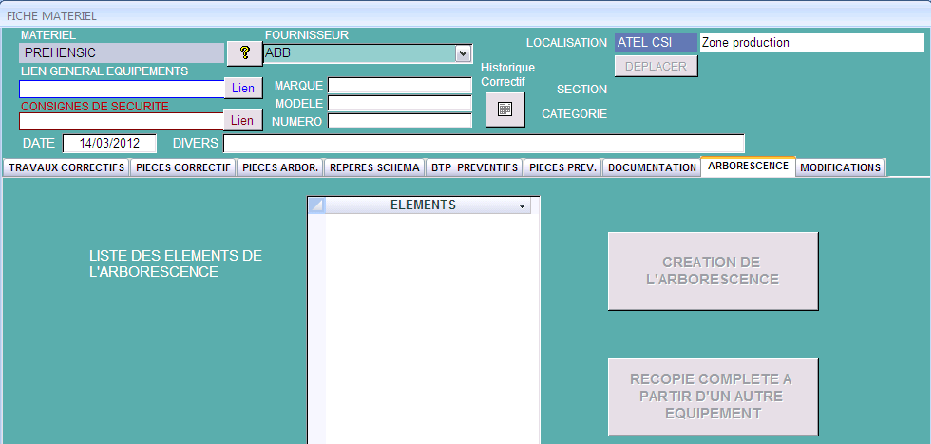 FICHE MATERIEL
MATERIEL
FOURNISSEUR
PREHENSIC
?
ADD
LOCALISATION
ATEL CSI
Zone production
DEPLACER
LIEN GENERAL EQUIPEMENTS
Lien
MARQUE
Historique
Correctif
SECTION
CONSIGNES DE SECURITE
Lien
MODELE
NUMERO
CATEGORIE
DATE
14/03/2012
DIVERS
TRAVAUX CORRECTIFS
PIECES CORRECTIF
PIECES ARBOR.
REPERES SCHEMA
BTP PREVENTIFS
PIECES PREV.
DOCUMENTATION
ARBORESCENCE
MODIFICATIONS
ELEMENTS
LISTE DES ELEMENTS DE
L'ARBORESCENCE
CREATION DE
L'ARBORESCENCE
RECOPIE COMPLETE A
PARTIR D'UN AUTRE
EQUIPEMENT